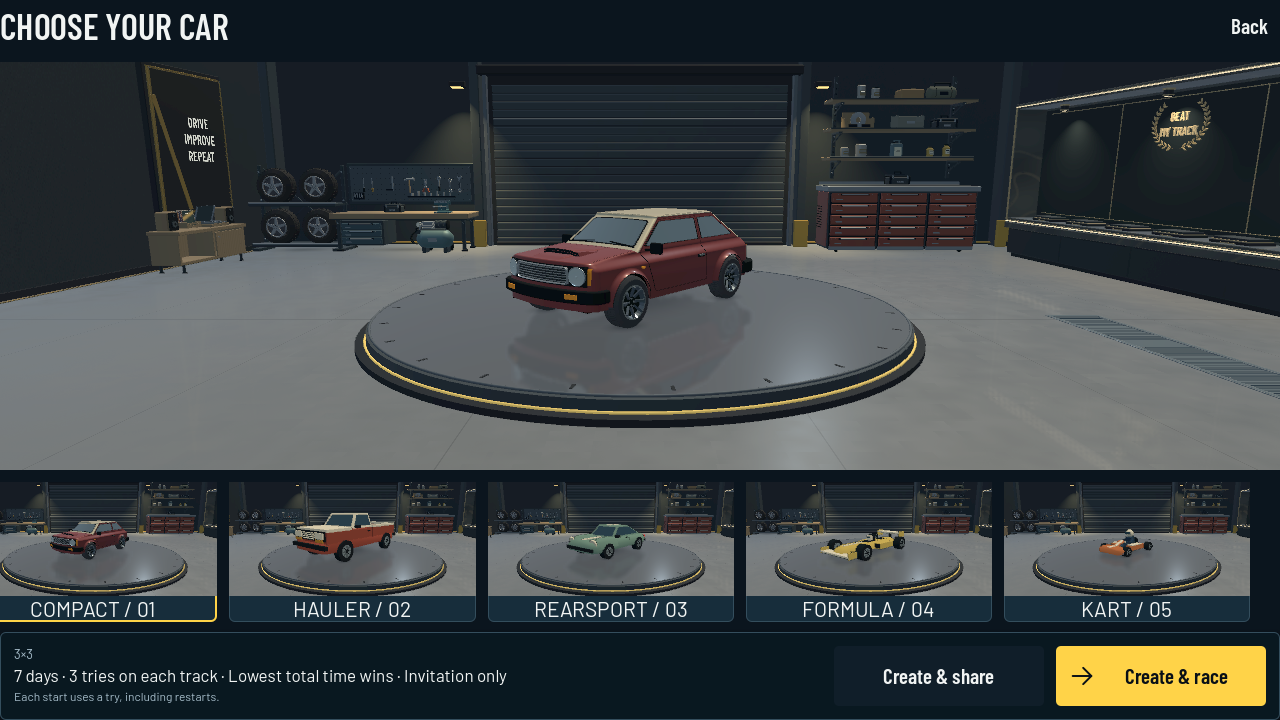 CHOOSE YOUR CAR
Back
DRIVE
IMPROVE
REPEAT
BEAT
MY TRACK
COMPACT / 01
HAULER / 02
REARSPORT / 03
FORMULA / 04
KART / 05
3×3
7 days · 3 tries on each track · Lowest total time wins · Invitation only
Each start uses a try, including restarts.
Create & share
Create & race